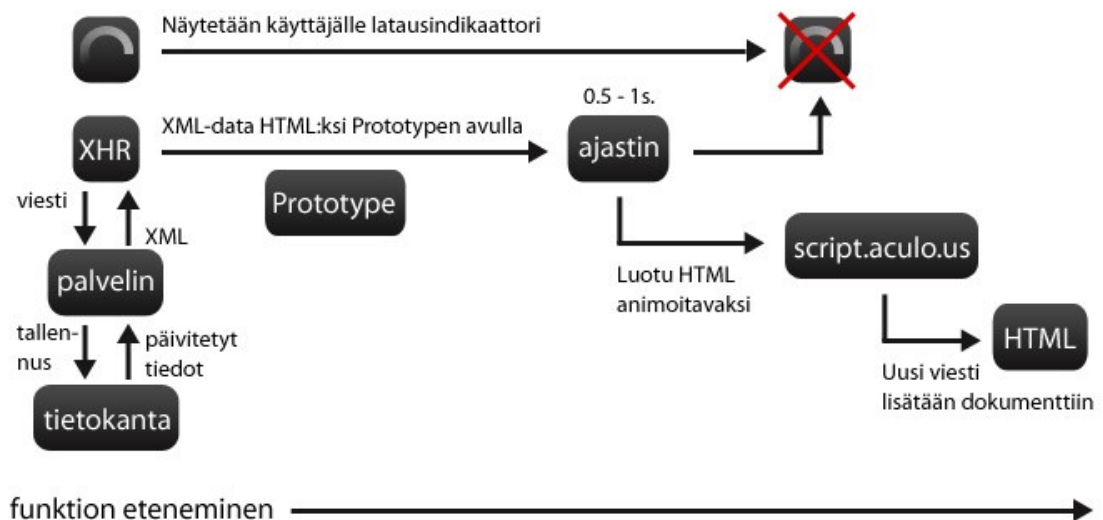 Näytetään käyttäjälle latausindikaattori
0.5 - 1s.
XML-data HTML:ksi Prototypen avulla
XHR
ajastin
Prototype
viesti
XML
palvelin
script.aculo.us
Luotu HTML
animoitavaksi
tallen-
nus
päivitetyt
tiedot
HTML
Uusi viesti
lisätään dokumenttiin
tietokanta
funktion eteneminen